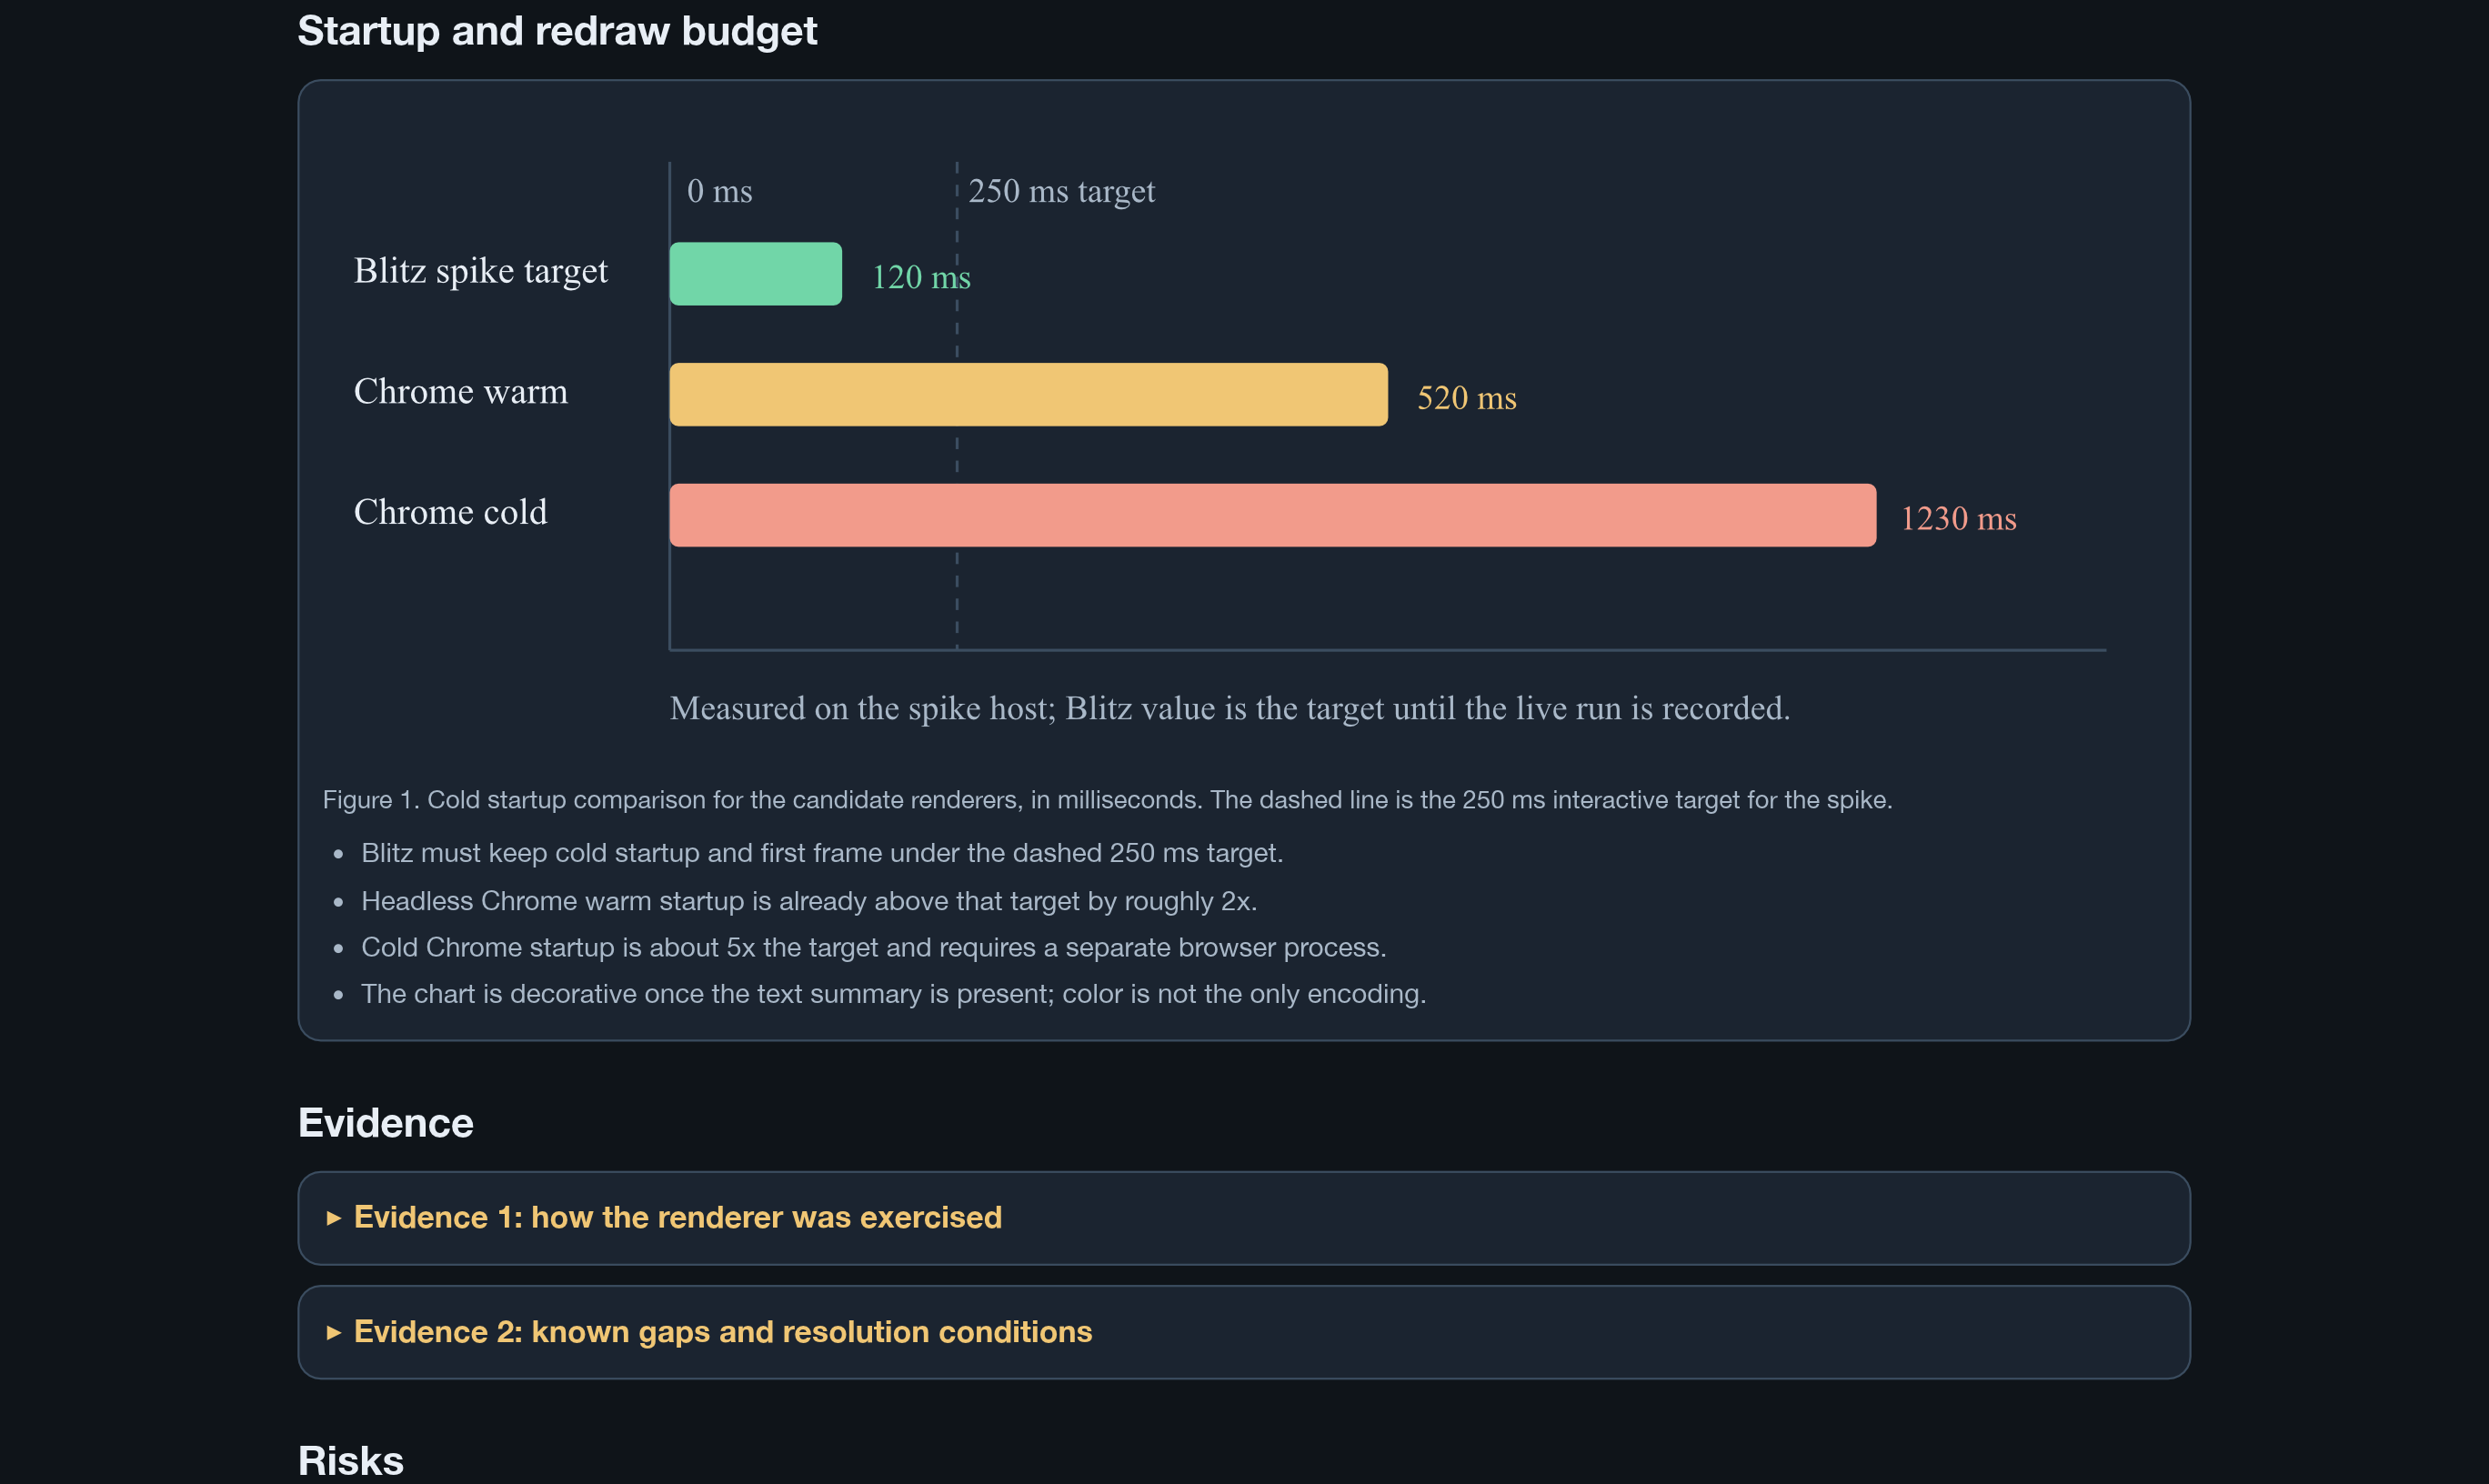 Startup and redraw budget
0 ms
250 ms target
Blitz spike target
120 ms
Chrome warm
520 ms
Chrome cold
1230 ms
Measured on the spike host; Blitz value is the target until the live run is recorded.
Figure 1. Cold startup comparison for the candidate renderers, in milliseconds. The dashed line is the 250 ms interactive target for the spike.
• Blitz must keep cold startup and first frame under the dashed 250 ms target.
• Headless Chrome warm startup is already above that target by roughly 2x.
• Cold Chrome startup is about 5x the target and requires a separate browser process.
• The chart is decorative once the text summary is present; color is not the only encoding.
Evidence
▸ Evidence 1: how the renderer was exercised
▸ Evidence 2: known gaps and resolution conditions
Risks